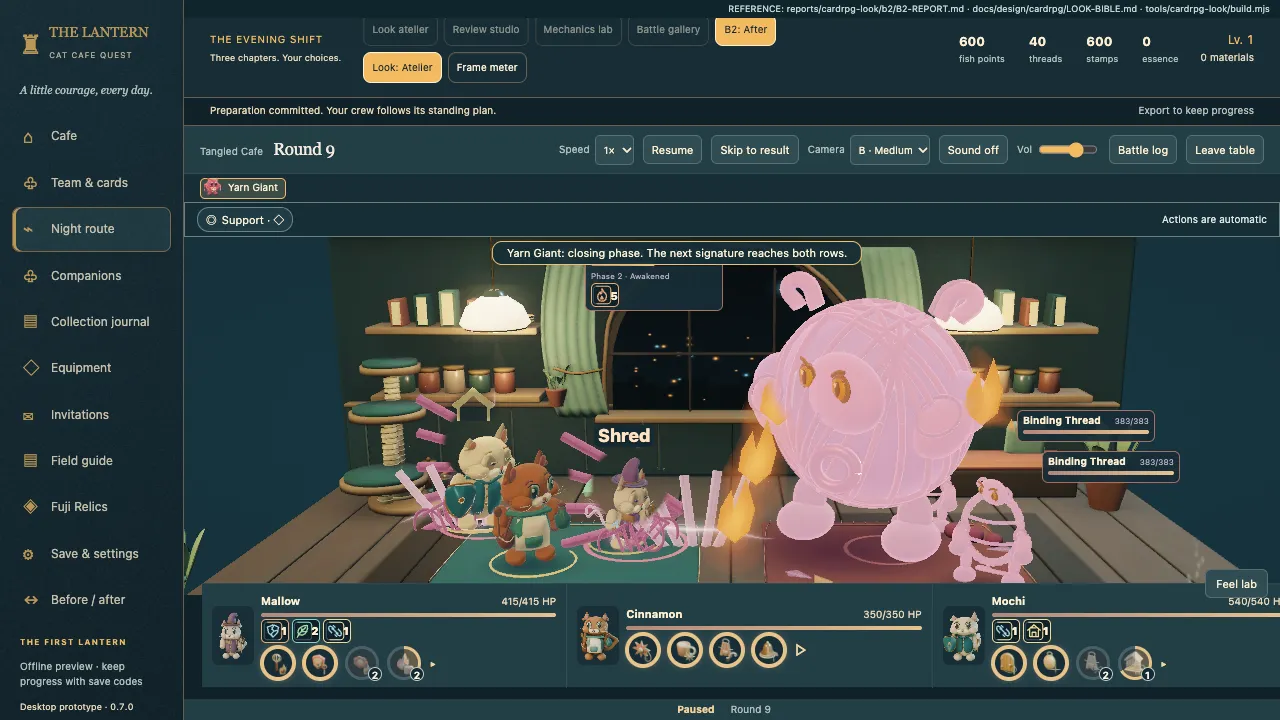 REFERENCE: reports/cardrpg-look/b2/B2-REPORT.md · docs/design/cardrpg/LOOK-BIBLE.md · tools/cardrpg-look/build.mjs
THE LANTERN
CAT CAFE QUEST
A little courage, every day.
Cafe
Team & cards
Night route
Companions
Collection journal
Equipment
Invitations
Field guide
Fuji Relics
Save & settings
Before / after
THE FIRST LANTERN
Offline preview · keep
progress with save codes
Desktop prototype · 0.7.0
THE EVENING SHIFT
Three chapters. Your choices.
Look atelier
Review studio
Mechanics lab
Battle gallery
B2: After
Look: Atelier
Frame meter
600
fish points
40
threads
600
stamps
0
essence
Lv. 1
0 materials
Preparation committed. Your crew follows its standing plan.
Export to keep progress
Tangled Cafe
Round 9
Speed
1x
Resume
Skip to result
Camera
B · Medium
Sound off
Vol
Battle log
Leave table
Yarn Giant
Support ·
Actions are automatic
Yarn Giant: closing phase. The next signature reaches both rows.
Phase 2 · Awakened
5
Shred
Binding Thread 383/383
Binding Thread 383/383
Feel lab
Mallow
415/415 HP
1
2
1
2
2
Cinnamon
350/350 HP
Mochi
540/540 H
1
1
2
1
Paused
Round 9